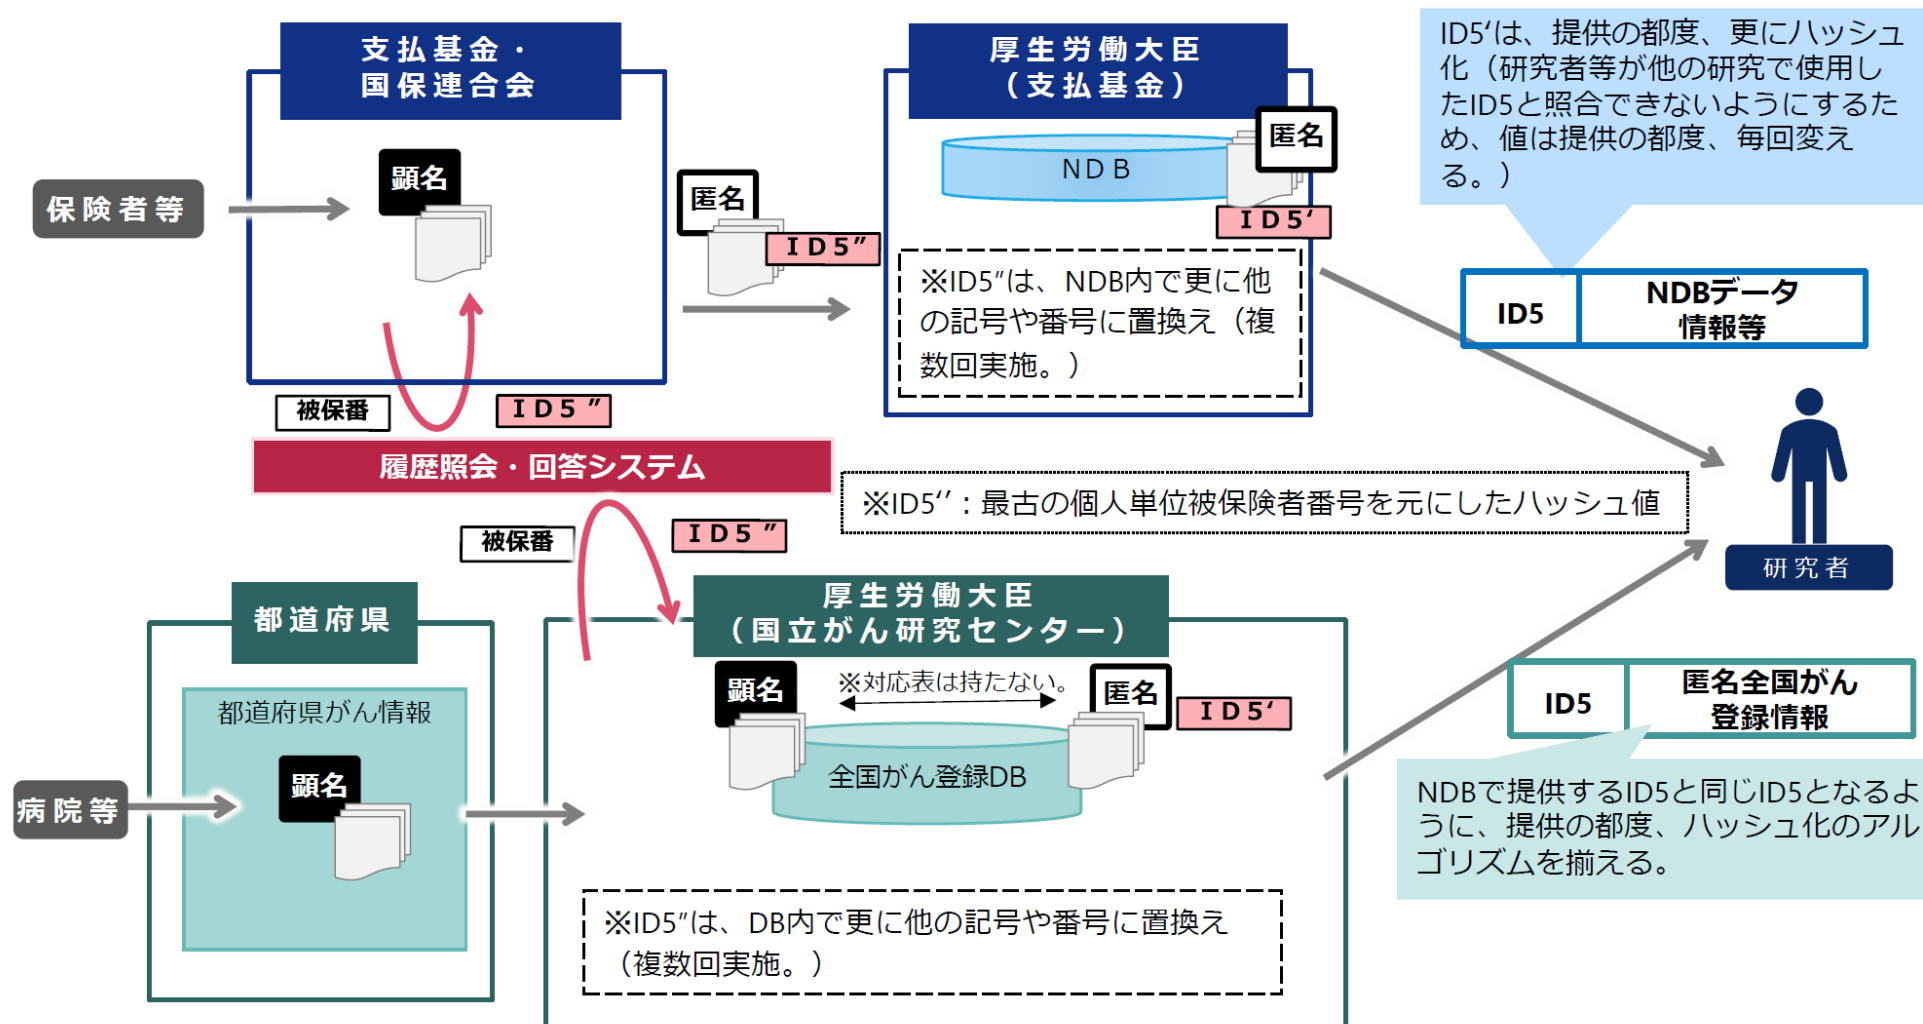 支払基金・
国保連合会
厚生労働大臣
（支払基金）
ID5‘は、提供の都度、更にハッシュ
化（研究者等が他の研究で使用し
たID5と照合できないようにするた
め、値は提供の都度、毎回変え
る。）
保険者等
顕名
匿名
ＩＤ５″
NDB
匿名
ＩＤ５‘
※ID5″は、NDB内で更に他
の記号や番号に置換え（複
数回実施。）
ID5
NDBデータ
情報等
被保番
ＩＤ５″
履歴照会・回答システム
※ID5‘’：最古の個人単位被保険者番号を元にしたハッシュ値
被保番
ＩＤ５″
研究者
都道府県
都道府県がん情報
顕名
病院等
厚生労働大臣
（国立がん研究センター）
顕名
※対応表は持たない。
匿名
ＩＤ５‘
全国がん登録DB
※ID5″は、DB内で更に他の記号や番号に置換え
（複数回実施。）
ID5
匿名全国がん
登録情報
NDBで提供するID5と同じID5となるよ
うに、提供の都度、ハッシュ化のアル
ゴリズムを揃える。